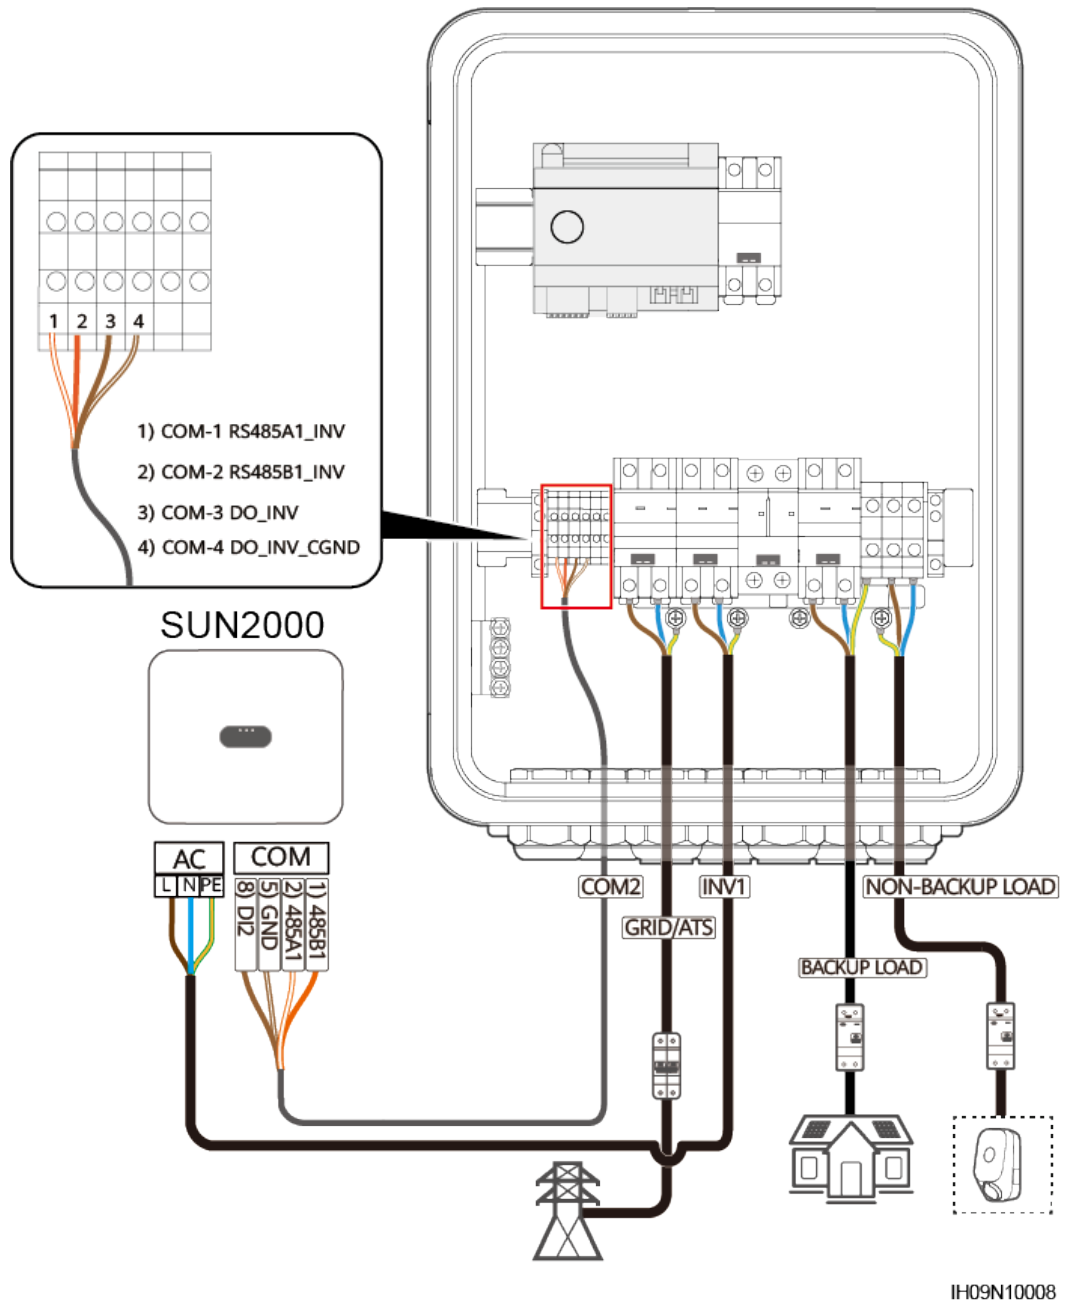 1 2 3 4
1) COM-1 RS485A1_INV
2) COM-2 RS485B1_INV
3) COM-3 DO_INV
4) COM-4 DO_INV_CGND
SUN2000
AC
L N PE
COM
8) DI2
5) GND
2) 485A1
1) 485B1
COM2
INV1
NON-BACKUP LOAD
GRID/ATS
BACKUP LOAD
IH09N10008